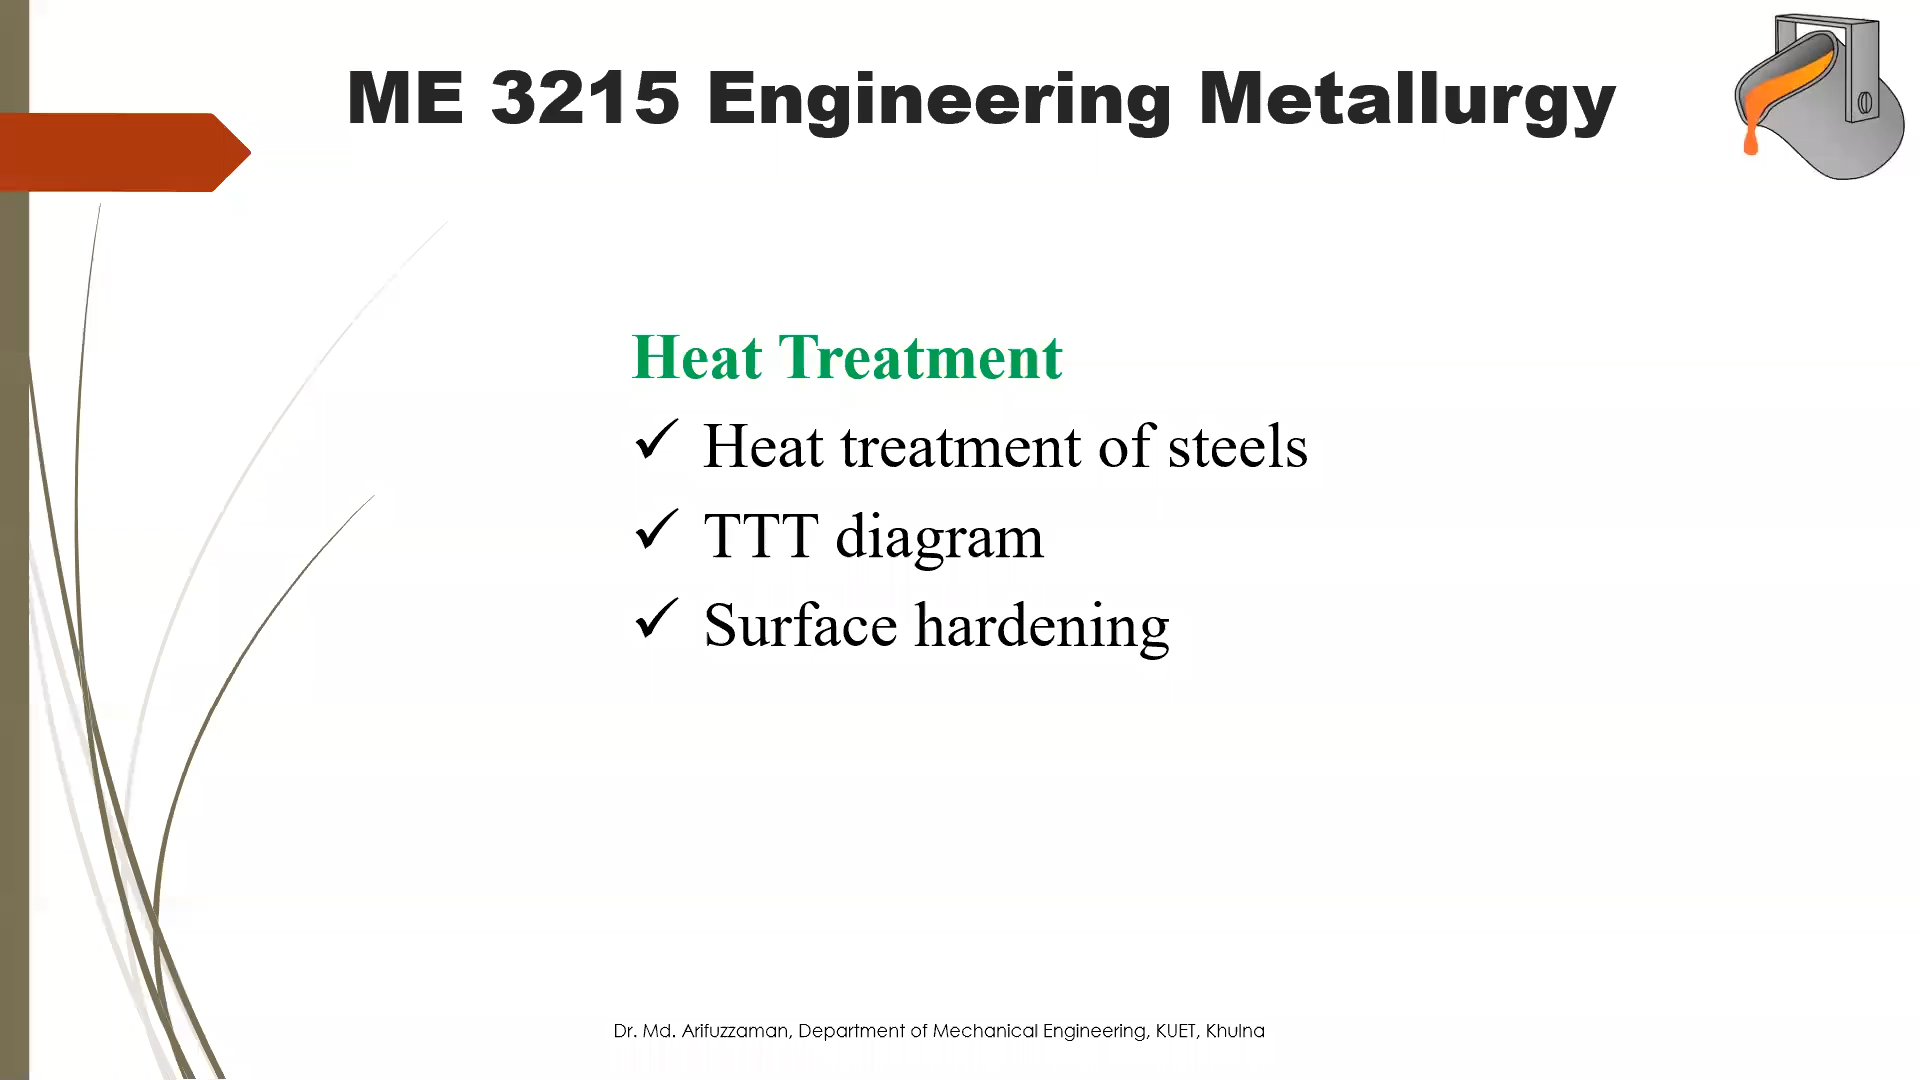 ME 3215 Engineering Metallurgy
Heat Treatment
✓ Heat treatment of steels
✓ TTT diagram
✓ Surface hardening
Dr. Md. Arifuzzaman, Department of Mechanical Engineering, KUET, Khulna